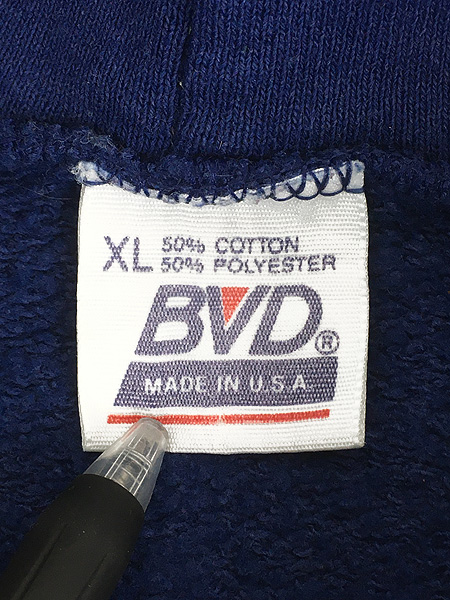 XL 50% COTTON
50% POLYESTER
BVD®
MADE IN U.S.A.